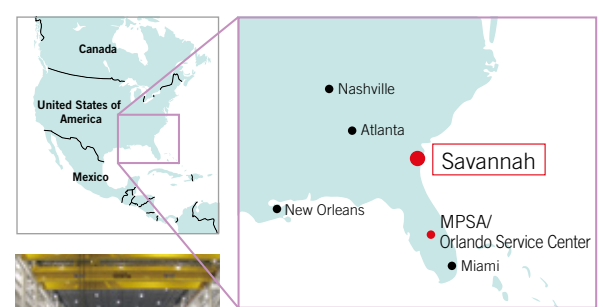 Canada
United States of
America
Mexico
Nashville
Atlanta
Savannah
New Orleans
MPSA/
Orlando Service Center
Miami